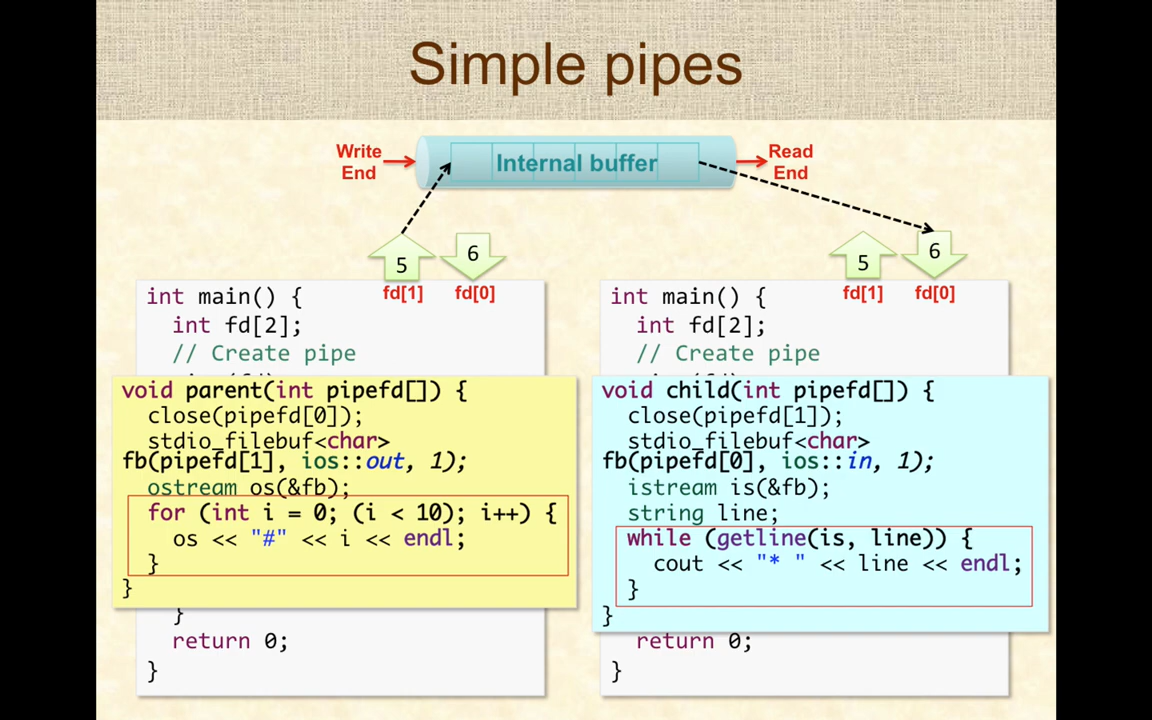 Simple pipes
Write
End
Internal buffer
Read
End
5
6
fd[1]
fd[0]
5
6
fd[1]
fd[0]
int main() {
int fd[2];
// Create pipe
void parent(int pipefd[]) {
close(pipefd[0]);
stdio_filebuf<char>
fb(pipefd[1], ios::out, 1);
ostream os(&fb);
for (int i = 0; (i < 10); i++) {
os << "#" << i << endl;
}
}
}
return 0;
}
int main() {
int fd[2];
// Create pipe
void child(int pipefd[]) {
close(pipefd[1]);
stdio_filebuf<char>
fb(pipefd[0], ios::in, 1);
istream is(&fb);
string line;
while (getline(is, line)) {
cout << "* " << line << endl;
}
}
return 0;
}